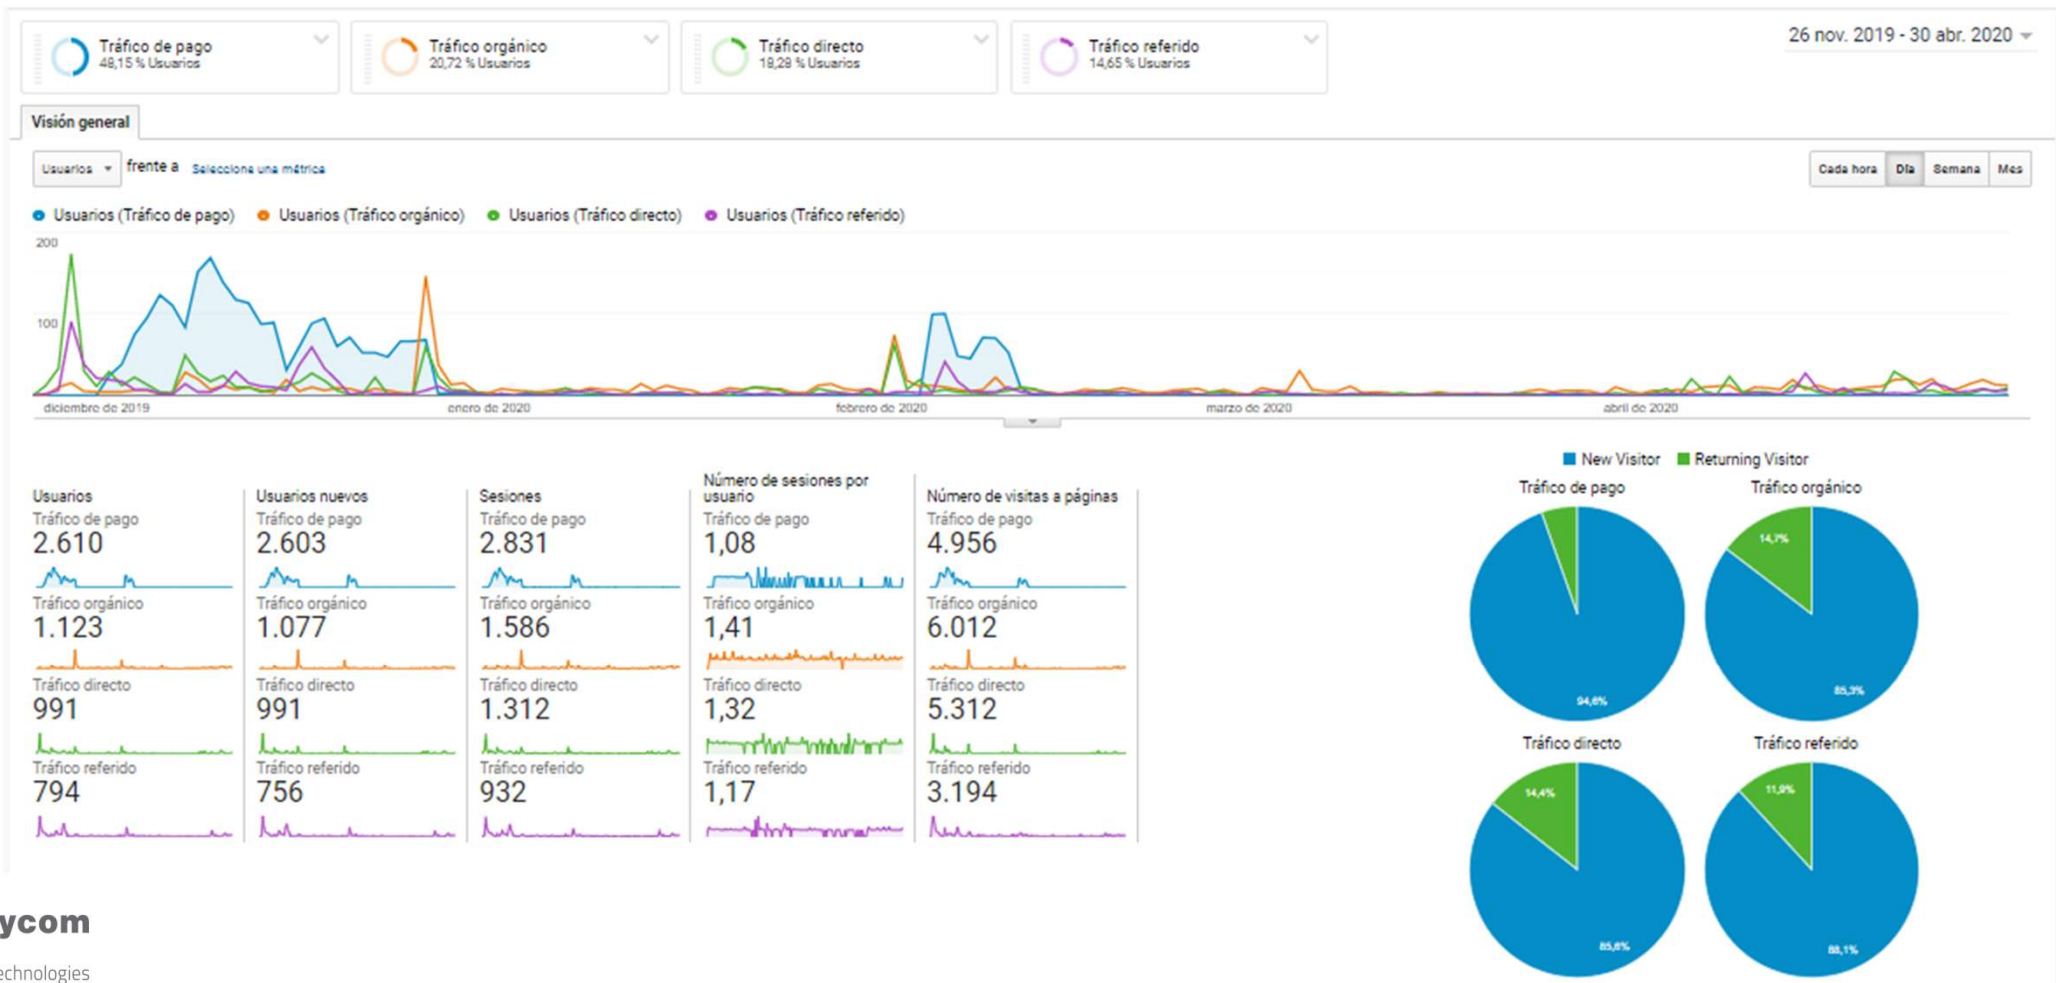 Tráfico de pago
48,15 % Usuarios
Tráfico orgánico
20,72 % Usuarios
Tráfico directo
18,28 % Usuarios
Tráfico referido
14,65 % Usuarios
26 nov. 2019 - 30 abr. 2020
Visión general
Usuarios frente a Seleccione una métrica
Cada hora Día Semana Mes
Usuarios (Tráfico de pago) Usuarios (Tráfico orgánico) Usuarios (Tráfico directo) Usuarios (Tráfico referido)
200
100
diciembre de 2019 enero de 2020 febrero de 2020 marzo de 2020 abril de 2020
Usuarios
Tráfico de pago
2.610
Tráfico orgánico
1.123
Tráfico directo
991
Tráfico referido
794
Usuarios nuevos
Tráfico de pago
2.603
Tráfico orgánico
1.077
Tráfico directo
991
Tráfico referido
756
Sesiones
Tráfico de pago
2.831
Tráfico orgánico
1.586
Tráfico directo
1.312
Tráfico referido
932
Número de sesiones por
usuario
Tráfico de pago
1,08
Tráfico orgánico
1,41
Tráfico directo
1,32
Tráfico referido
1,17
Número de visitas a páginas
Tráfico de pago
4.956
Tráfico orgánico
6.012
Tráfico directo
5.312
Tráfico referido
3.194
New Visitor Returning Visitor
Tráfico de pago
94,6%
Tráfico orgánico
14,7%
85,3%
Tráfico directo
14,4%
85,6%
Tráfico referido
11,9%
88,1%
ycom
echnologies